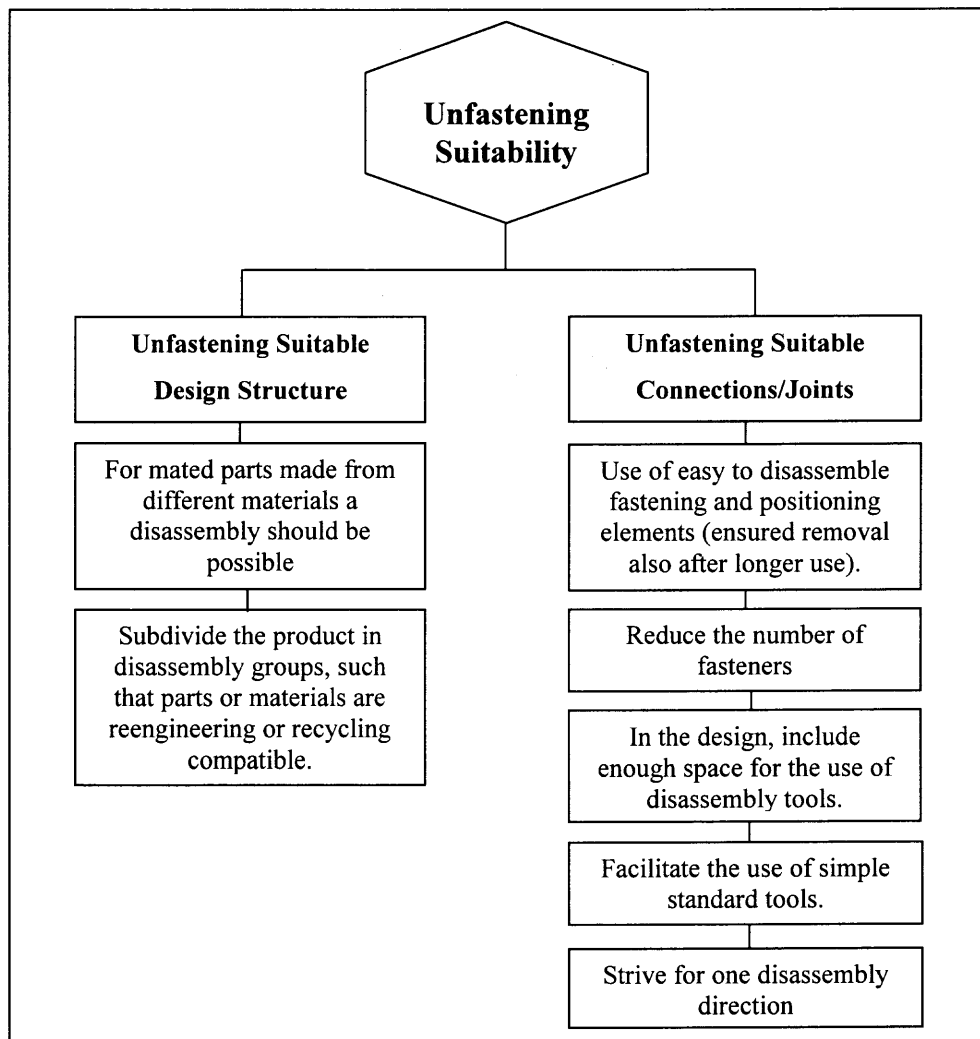 Unfastening
Suitability
Unfastening Suitable
Design Structure
For mated parts made from
different materials a
disassembly should be
possible
Subdivide the product in
disassembly groups, such
that parts or materials are
reengineering or recycling
compatible.
Unfastening Suitable
Connections/Joints
Use of easy to disassemble
fastening and positioning
elements (ensured removal
also after longer use).
Reduce the number of
fasteners
In the design, include
enough space for the use of
disassembly tools.
Facilitate the use of simple
standard tools.
Strive for one disassembly
direction